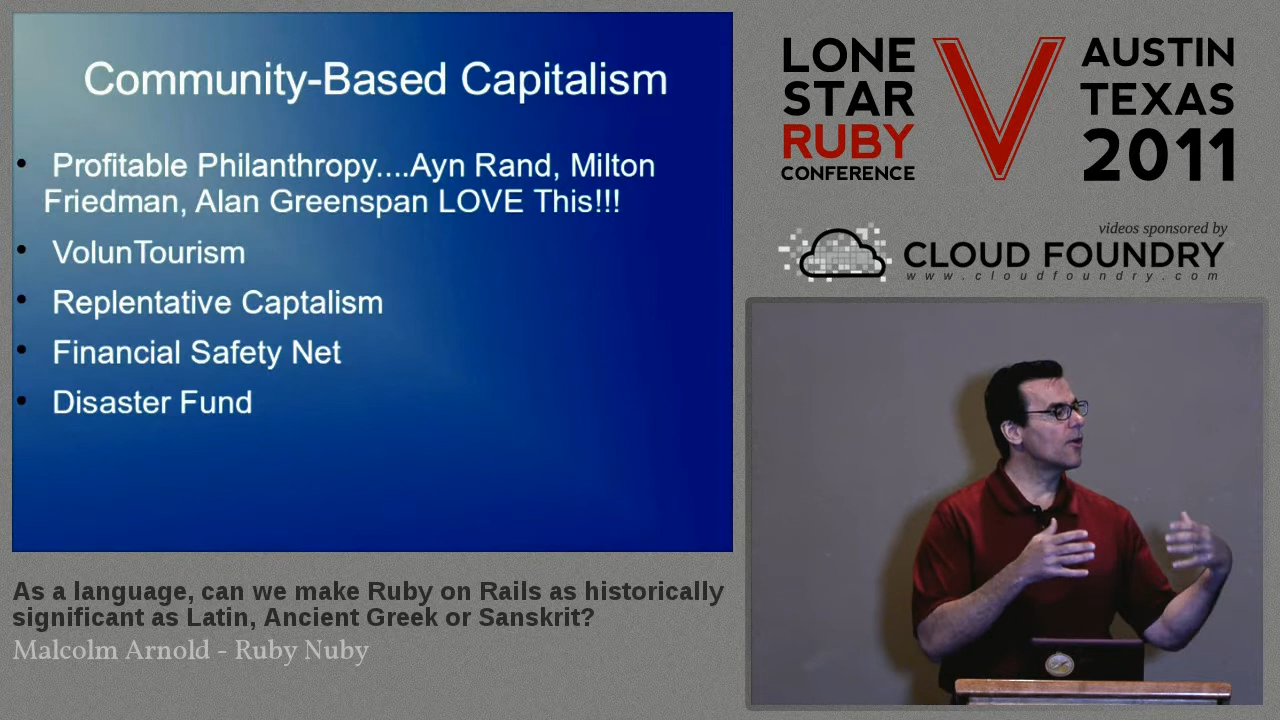 Community-Based Capitalism
• Profitable Philanthropy....Ayn Rand, Milton
Friedman, Alan Greenspan LOVE This!!!
• VolunTourism
• Replentative Captalism
• Financial Safety Net
• Disaster Fund
As a language, can we make Ruby on Rails as historically
significant as Latin, Ancient Greek or Sanskrit?
Malcolm Arnold - Ruby Nuby
LONE
STAR
RUBY
CONFERENCE
V
AUSTIN
TEXAS
2011
videos sponsored by
CLOUD FOUNDRY
www.cloudfoundry.com